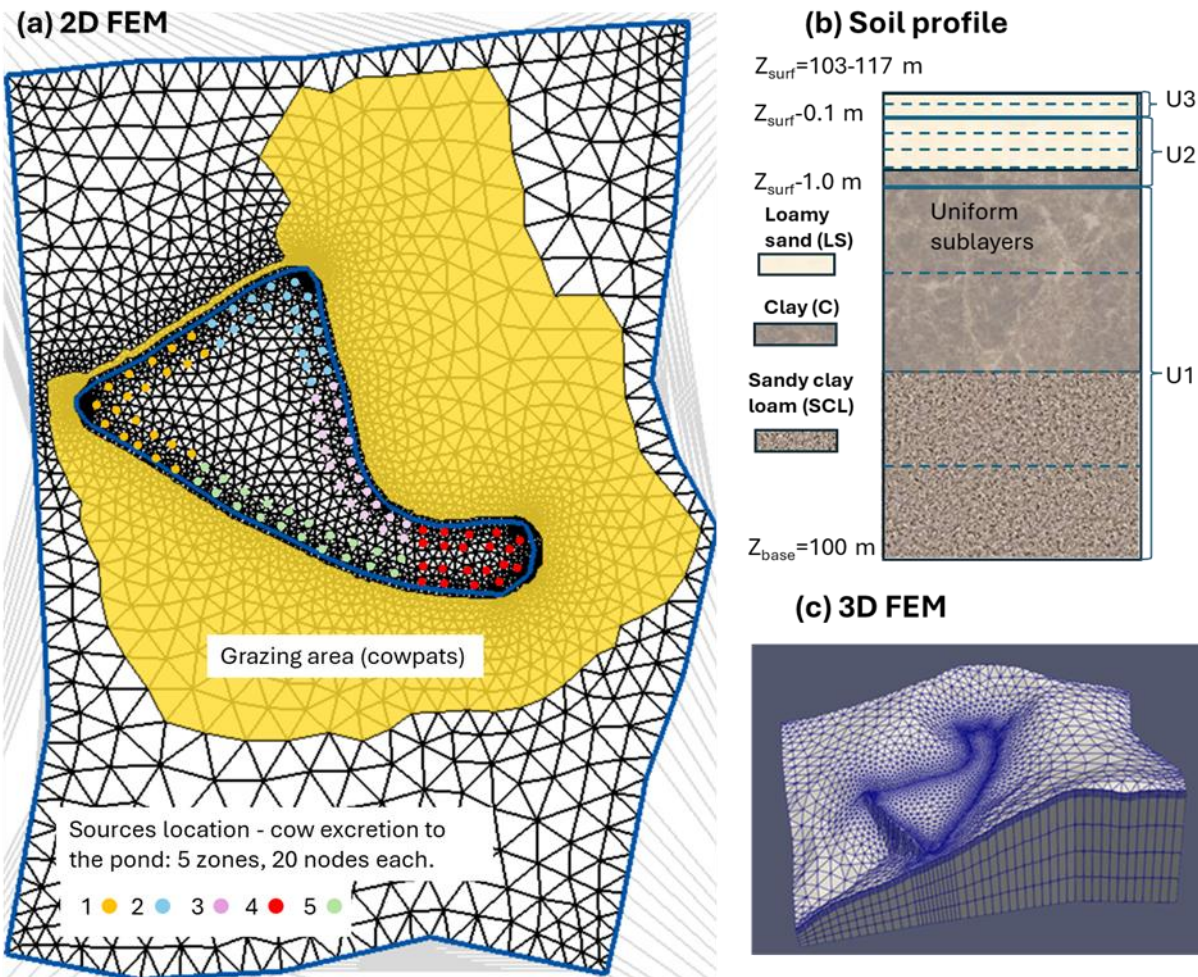 (a) 2D FEM
Grazing area (cowpats)
Sources location - cow excretion to
the pond: 5 zones, 20 nodes each.
1 2 3 4 5
(b) Soil profile
Zsurf=103-117 m
Zsurf-0.1 m
Zsurf-1.0 m
Loamy
sand (LS)
Clay (C)
Sandy clay
loam (SCL)
Zbase=100 m
Uniform
sublayers
U3
U2
U1
(c) 3D FEM